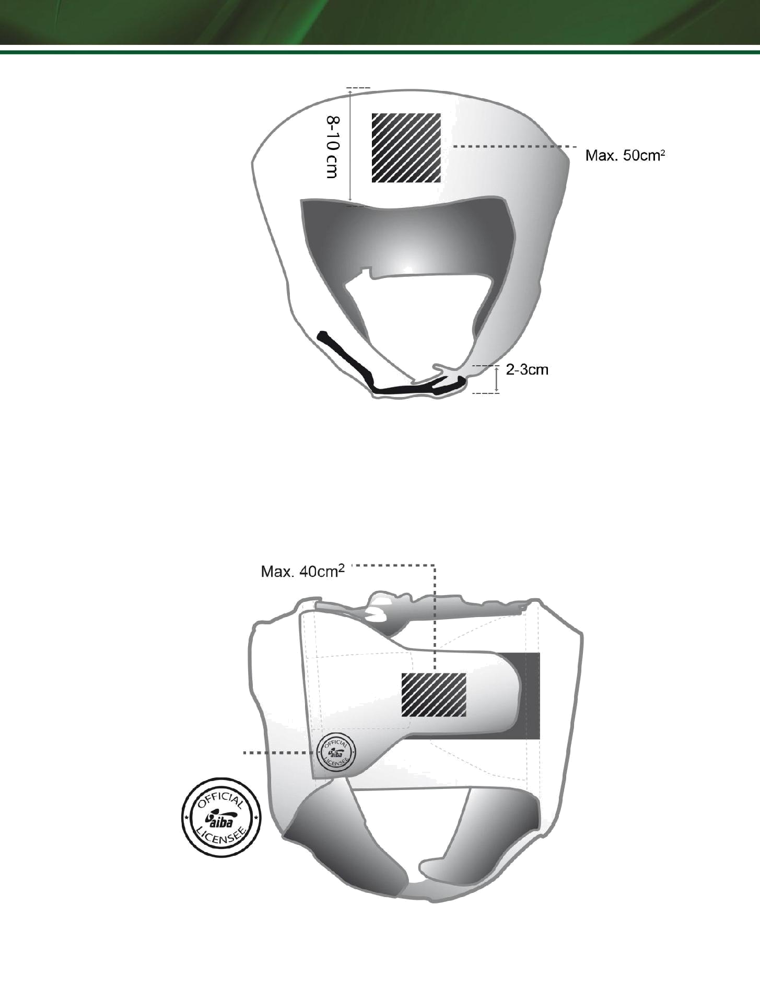 8-10 cm
Max. 50cm²
2-3cm
Max. 40cm²
OFFICIAL
aiba
LICENSEE
OFFICIAL
aiba
LICENSEE